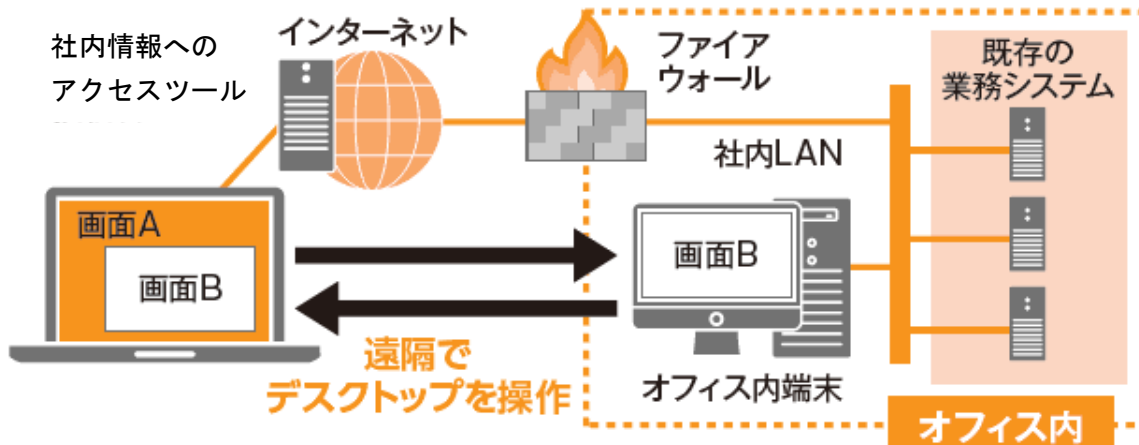 社内情報への
アクセスツール
インターネット
ファイア
ウォール
既存の
業務システム
社内LAN
画面A
画面B
画面B
遠隔で
デスクトップを操作
オフィス内端末
オフィス内